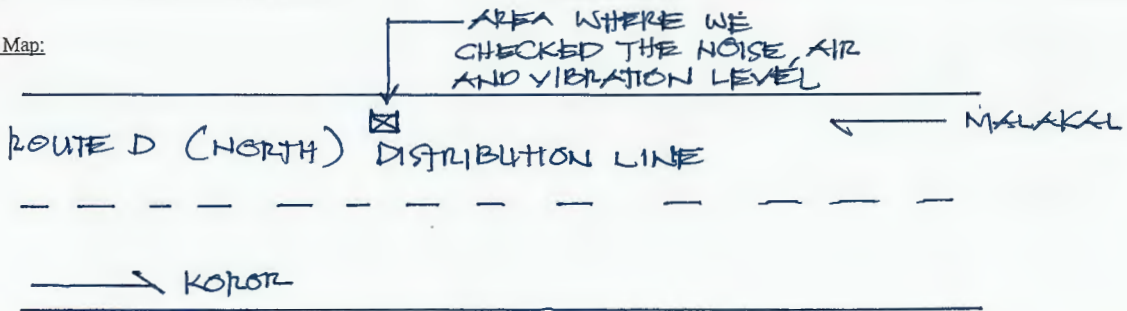 Map:
AREA WHERE WE
CHECKED THE NOISE, AIR
AND VIBRATION LEVEL
MALAKAL
ROUTE D (NORTH) DISTRIBUTION LINE
KOROR